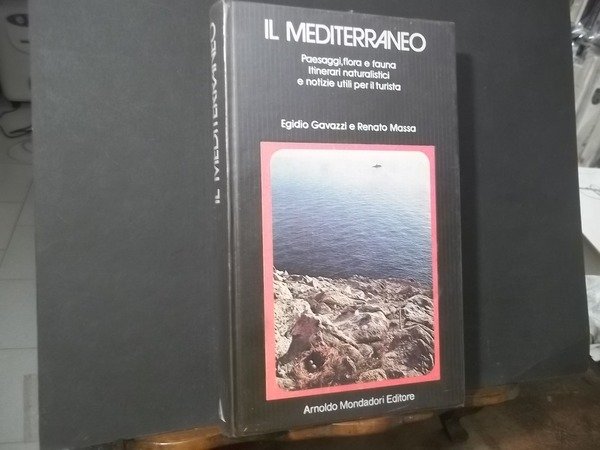 IL MEDITERRANEO
Paesaggi, flora e fauna
Itinerari naturalistici
e notizie utili per il turista
Egidio Gavazzi e Renato Massa
Arnoldo Mondadori Editore
IL MEDITERRANEO